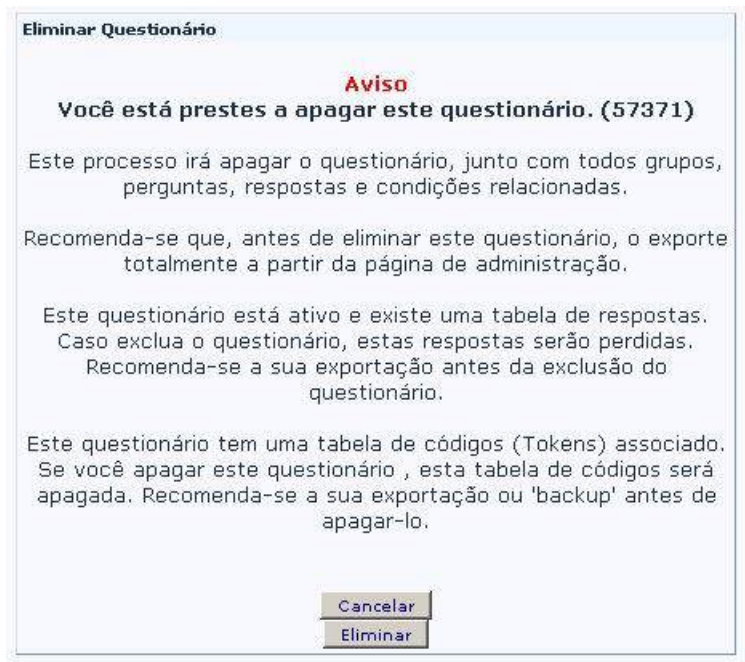 Eliminar Questionário
Aviso
Você está prestes a apagar este questionário. (57371)
Este processo irá apagar o questionário, junto com todos grupos,
perguntas, respostas e condições relacionadas.
Recomenda-se que, antes de eliminar este questionário, o exporte
totalmente a partir da página de administração.
Este questionário está ativo e existe uma tabela de respostas.
Caso exclua o questionário, estas respostas serão perdidas.
Recomenda-se a sua exportação antes da exclusão do
questionário.
Este questionário tem uma tabela de códigos (Tokens) associado.
Se você apagar este questionário , esta tabela de códigos será
apagada. Recomenda-se a sua exportação ou 'backup' antes de
apagar-lo.
Cancelar
Eliminar